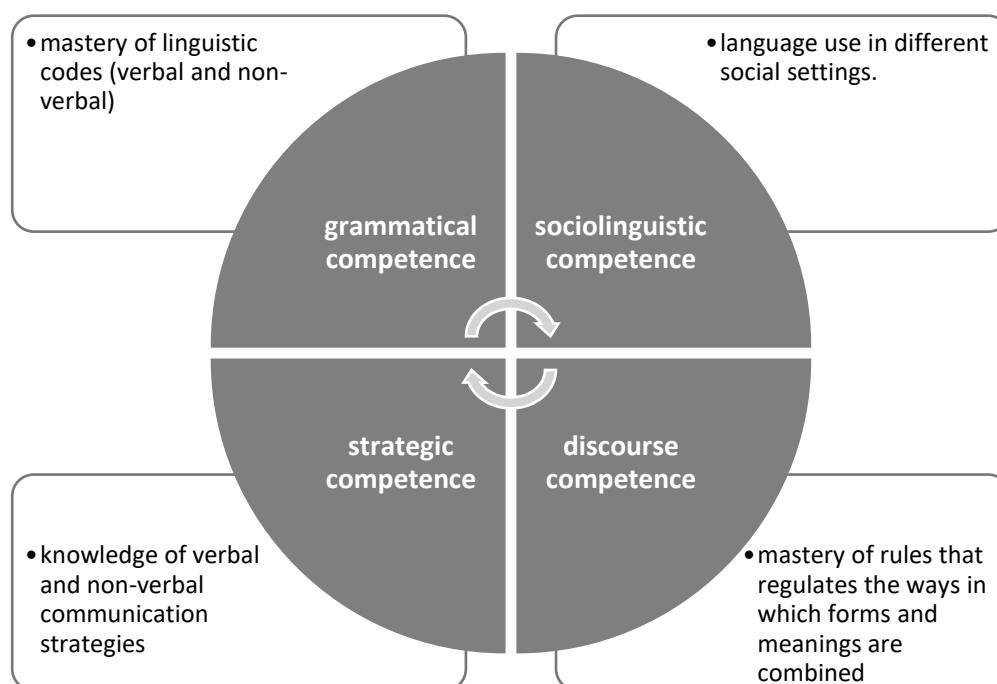 •mastery of linguistic
codes (verbal and non-
verbal)
•language use in different
social settings.
grammatical
competence
sociolinguistic
competence
strategic
competence
discourse
competence
•knowledge of verbal
and non-verbal
communication
strategies
•mastery of rules that
regulates the ways in
which forms and
meanings are
combined